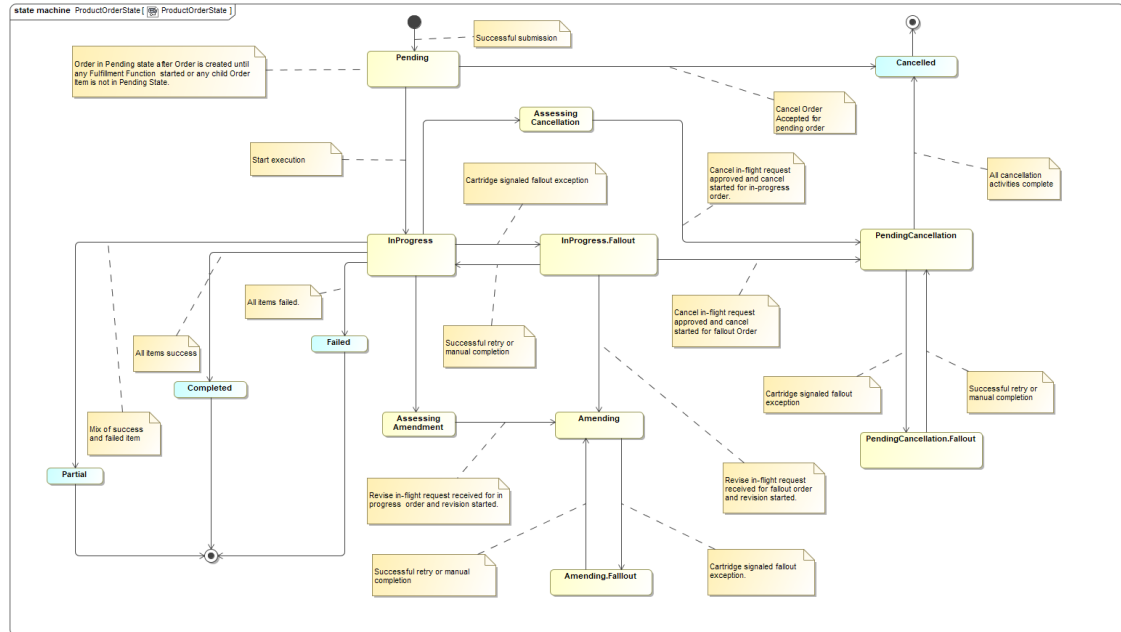 state machine ProductOrderState [ ProductOrderState ]
Successful submission
Order in Pending state after Order is created until
any Fulfillment Function started or any child Order
Item is not in Pending State.
Pending
Cancelled
Cancel Order
Accepted for
pending order
Assessing
Cancellation
Start execution
Cartridge signaled fallout exception
Cancel in-flight request
approved and cancel
started for in-progress
order.
All cancellation
activities complete
InProgress
InProgress.Fallout
PendingCancellation
All items failed.
Cancel in-flight request
approved and cancel
started for fallout Order
All items success
Failed
Successful retry or
manual completion
Completed
Cartridge signaled fallout
exception
Successful retry or
manual completion
Mix of success
and failed item
Assessing
Amendment
Amending
PendingCancellation.Fallout
Partial
Revise in-flight request received for in
progress order and revision started.
Revise in-flight request
received for fallout order
and revision started.
Successful retry or manual
completion
Amending.Falllout
Cartridge signaled fallout
exception.